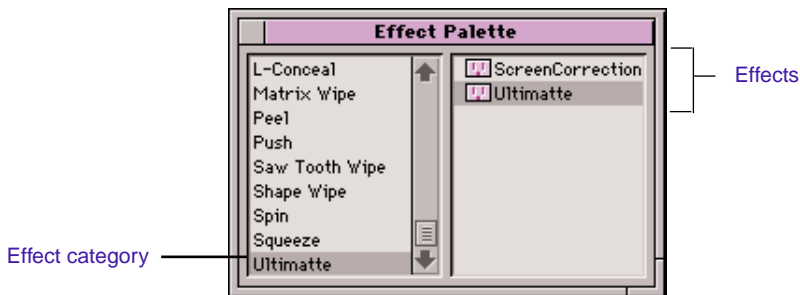 Effect Palette
L-Conceal
Matrix Wipe
Peel
Push
Saw Tooth Wipe
Shape Wipe
Spin
Squeeze
Ultimatte
ScreenCorrection
Ultimatte
Effects
Effect category